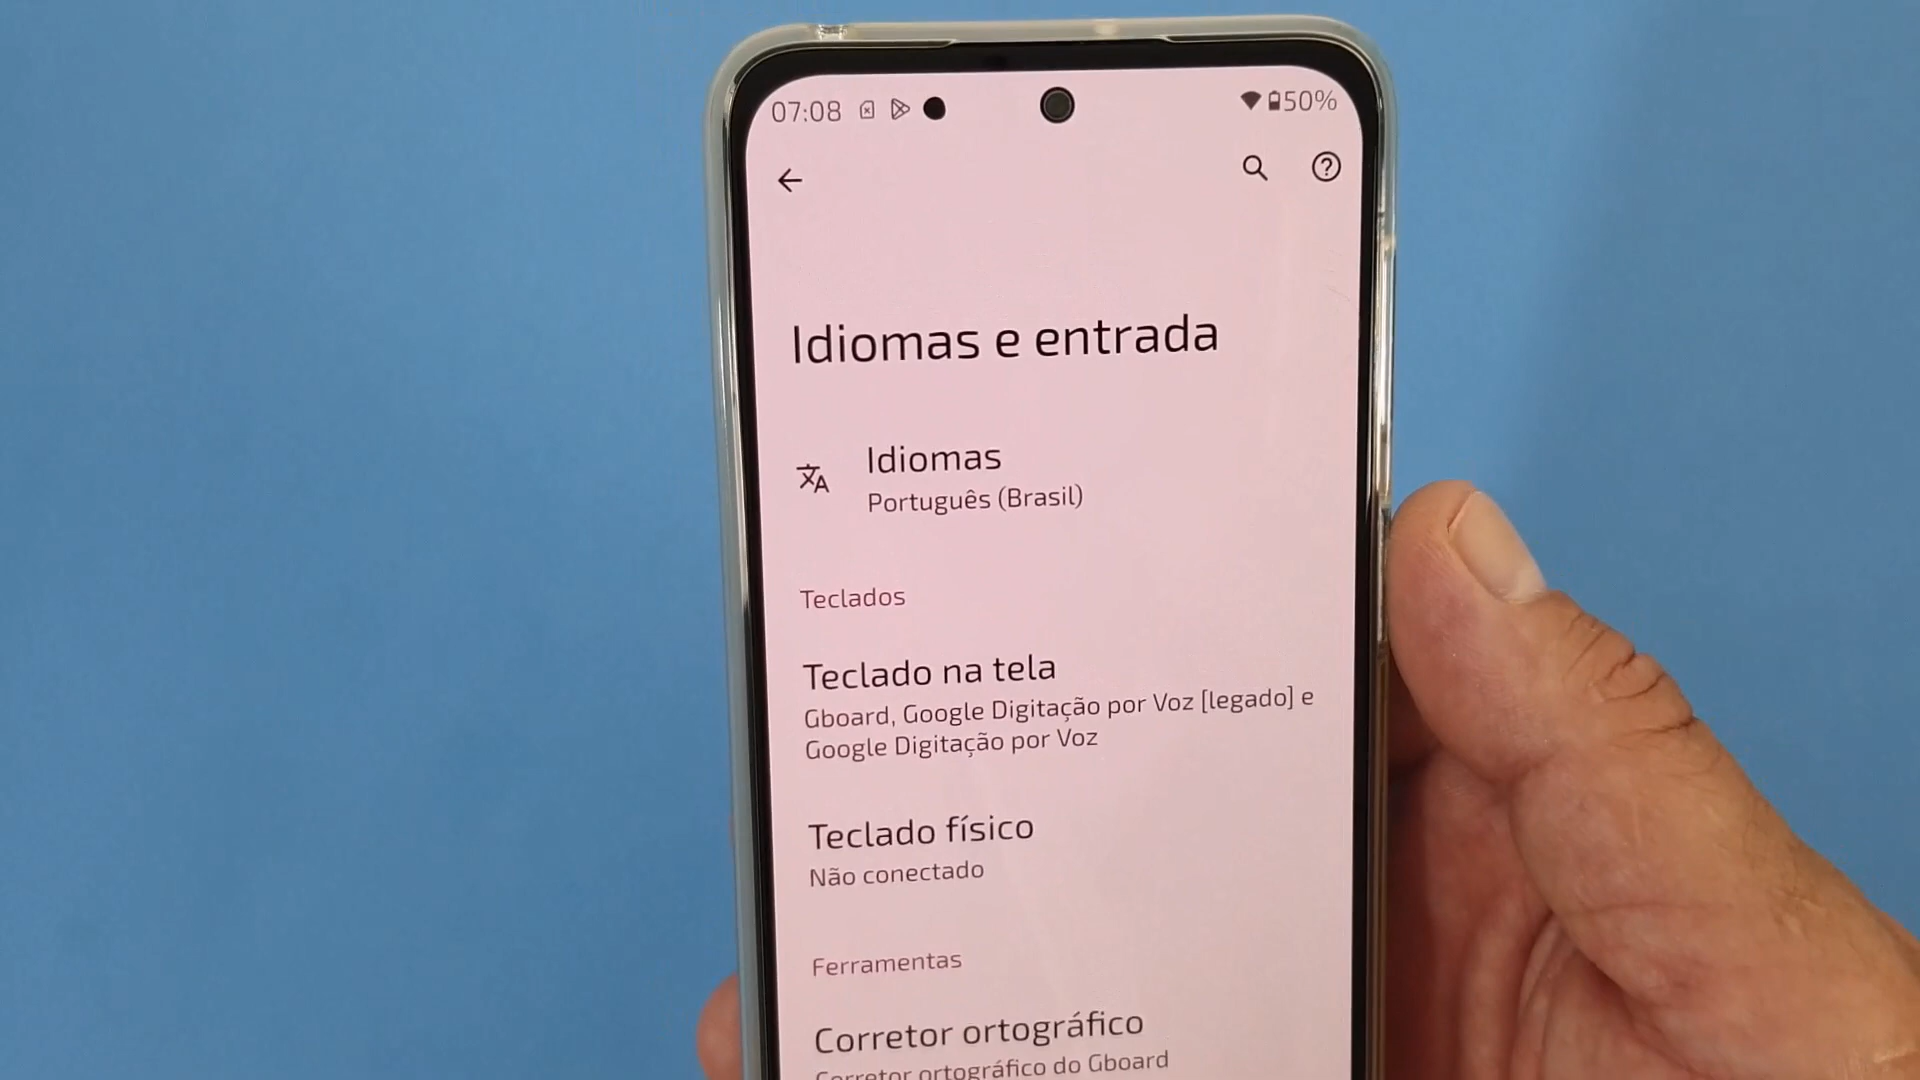 07:08
50%
Idiomas e entrada
Idiomas
Português (Brasil)
Teclados
Teclado na tela
Gboard, Google Digitação por Voz [legado] e
Google Digitação por Voz
Teclado físico
Não conectado
Ferramentas
Corretor ortográfico
Corretor ortográfico do Gboard